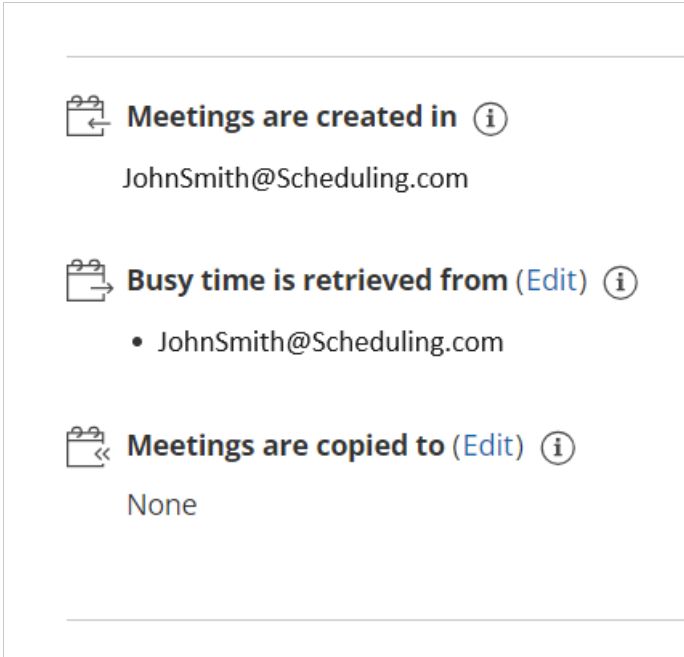 Meetings are created in
JohnSmith@Scheduling.com
Busy time is retrieved from (Edit)
• JohnSmith@Scheduling.com
Meetings are copied to (Edit)
None